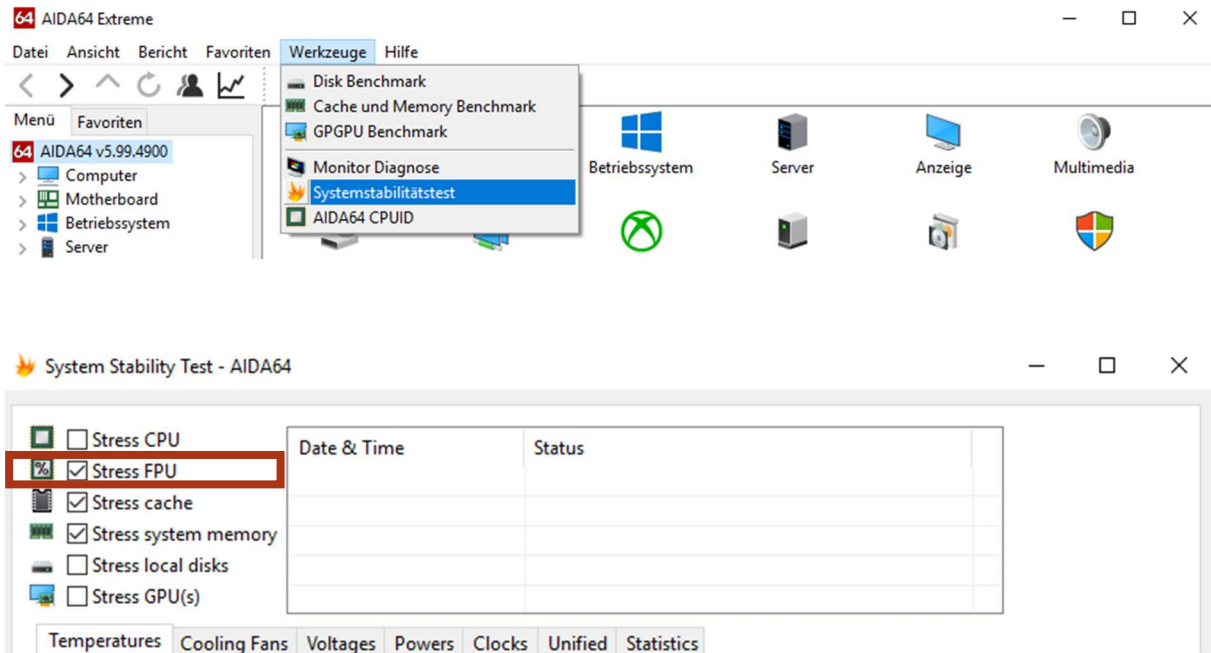 64 AIDA64 Extreme
Datei Ansicht Bericht Favoriten Werkzeuge Hilfe
Disk Benchmark
Cache und Memory Benchmark
GPGPU Benchmark
Monitor Diagnose
Systemstabilitätstest
AIDA64 CPUID
Menü Favoriten
64 AIDA64 v5.99.4900
Computer
Motherboard
Betriebssystem
Server
Betriebssystem Server Anzeige Multimedia
System Stability Test - AIDA64
Stress CPU
% Stress FPU
Stress cache
Stress system memory
Stress local disks
Stress GPU(s)
Date & Time Status
Temperatures Cooling Fans Voltages Powers Clocks Unified Statistics